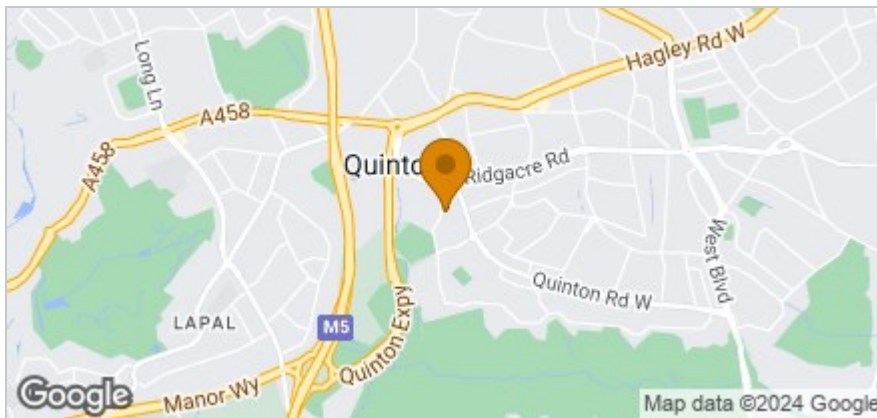 Long Ln
Hagley Rd W
A458
A458
Quinto
Ridgacre Rd
West Blvd
Quinton Rd W
LAPAL
M5
Quinton Expy
Manor Wy
Google
Map data ©2024 Google